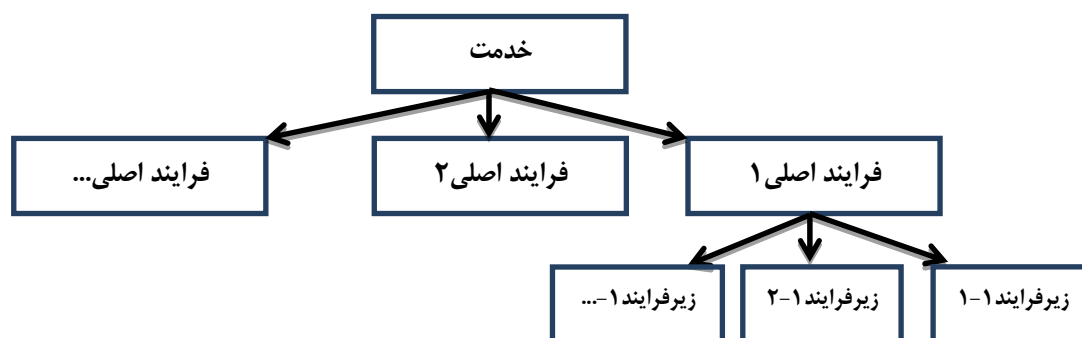 خدمت
فرایند اصلی۱
فرایند اصلی۲
فرایند اصلی...
زیرفرایند۱-۱
زیرفرایند۱-۲
زیرفرایند۱-...